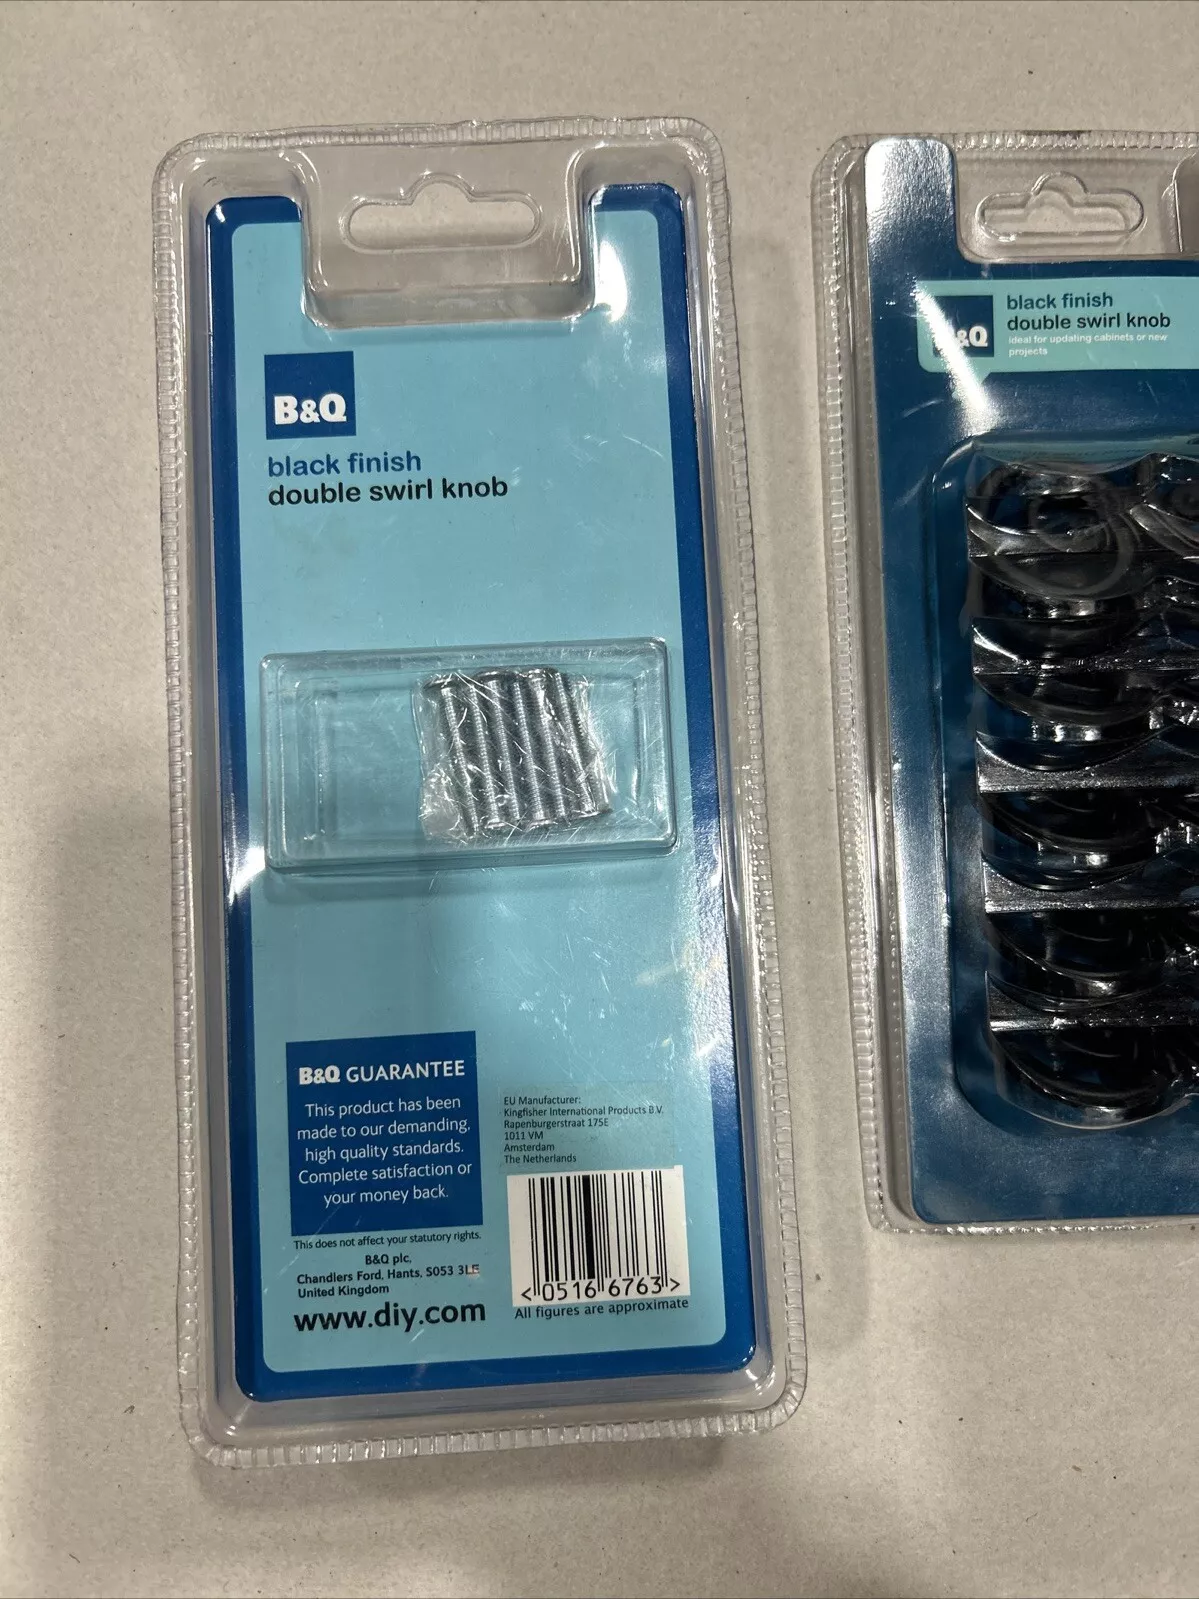 B&Q
black finish
double swirl knob
B&Q GUARANTEE
This product has been
made to our demanding,
high quality standards.
Complete satisfaction or
your money back.
This does not affect your statutory rights.
B&Q plc,
Chandlers Ford, Hants, SO53 3LE
United Kingdom
www.diy.com
EU Manufacturer:
Kingfisher International Products B.V.
Rapenburgerstraat 175E
1011 VM
Amsterdam
The Netherlands
<0516 6763>
All figures are approximate
B&Q
black finish
double swirl knob
ideal for updating cabinets or new
projects